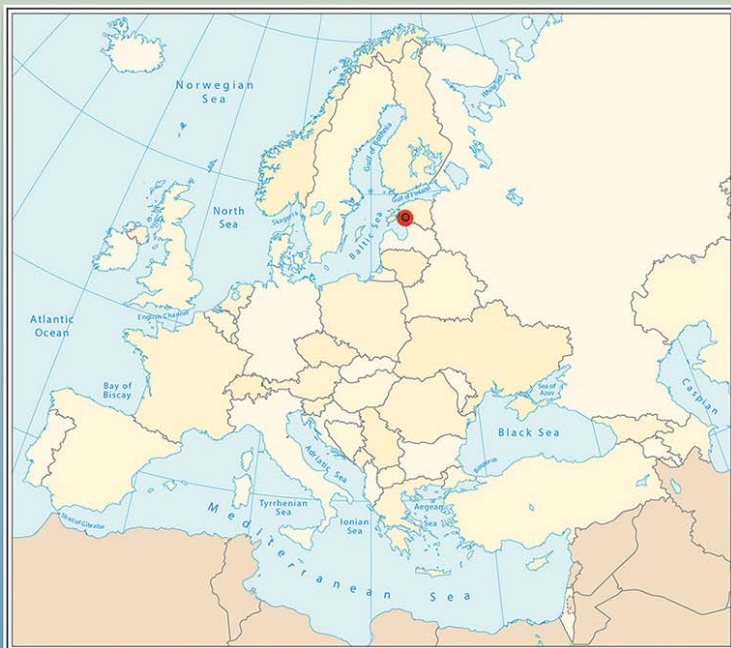 Norwegian
Sea
Gulf of Bothnia
Gulf of Finland
North
Sea
Baltic Sea
Atlantic
Ocean
English Channel
Bay of
Biscay
Sea of
Azov
Caspian
Black Sea
Adriatic Sea
Tyrrhenian
Sea
Ionian
Sea
Aegean
Sea
Strait of Gibraltar
Mediterranean Sea